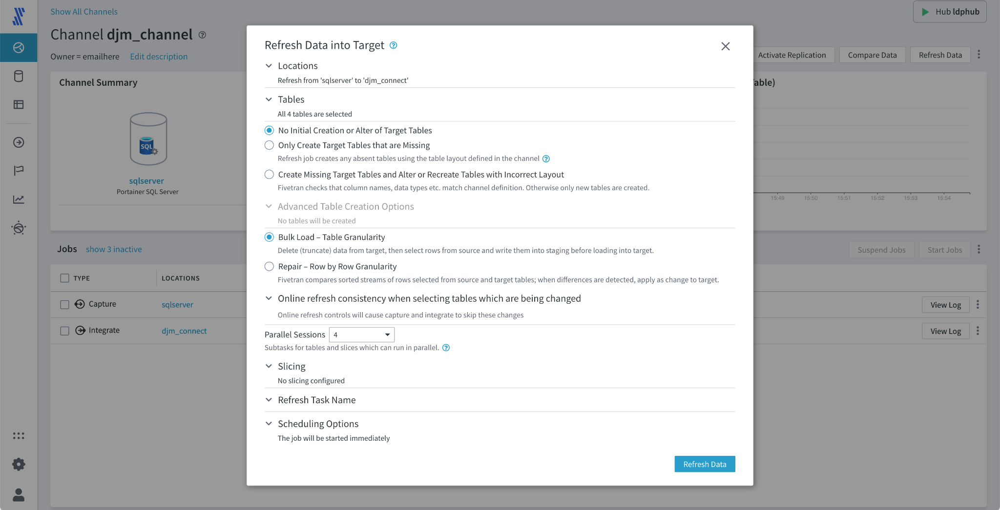 Show All Channels
Hub ldphub
Channel djm_channel
Owner = emailhere Edit description
Activate Replication Compare Data Refresh Data
Channel Summary
SQL
sqlserver
Portainer SQL Server
Table)
15:49 15:50 15:51 15:52 15:53 15:54
Jobs show 3 inactive
Suspend Jobs Start Jobs
TYPE LOCATIONS
Capture sqlserver View Log
Integrate djm_connect View Log
Refresh Data into Target
Locations
Refresh from 'sqlserver' to 'djm_connect'
Tables
All 4 tables are selected
No Initial Creation or Alter of Target Tables
Only Create Target Tables that are Missing
Refresh job creates any absent tables using the table layout defined in the channel
Create Missing Target Tables and Alter or Recreate Tables with Incorrect Layout
Fivetran checks that column names, data types etc. match channel definition. Otherwise only new tables are created.
Advanced Table Creation Options
No tables will be created
Bulk Load – Table Granularity
Delete (truncate) data from target, then select rows from source and write them into staging before loading into target.
Repair – Row by Row Granularity
Fivetran compares sorted streams of rows selected from source and target tables; when differences are detected, apply as change to target.
Online refresh consistency when selecting tables which are being changed
Online refresh controls will cause capture and integrate to skip these changes
Parallel Sessions 4
Subtasks for tables and slices which can run in parallel.
Slicing
No slicing configured
Refresh Task Name
Scheduling Options
The job will be started immediately
Refresh Data